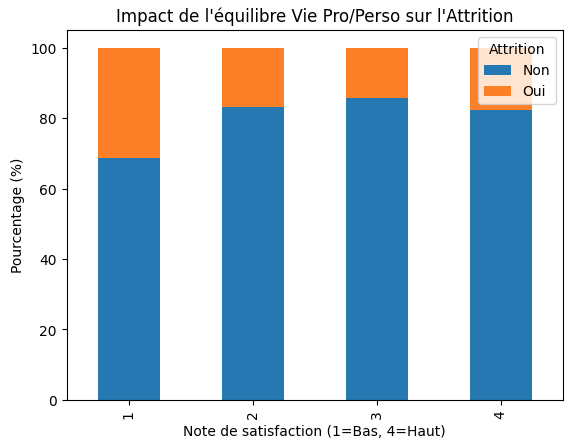 Impact de l'équilibre Vie Pro/Perso sur l'Attrition
Attrition
Non
Oui
Pourcentage (%)
100
80
60
40
20
0
1
2
3
4
Note de satisfaction (1=Bas, 4=Haut)